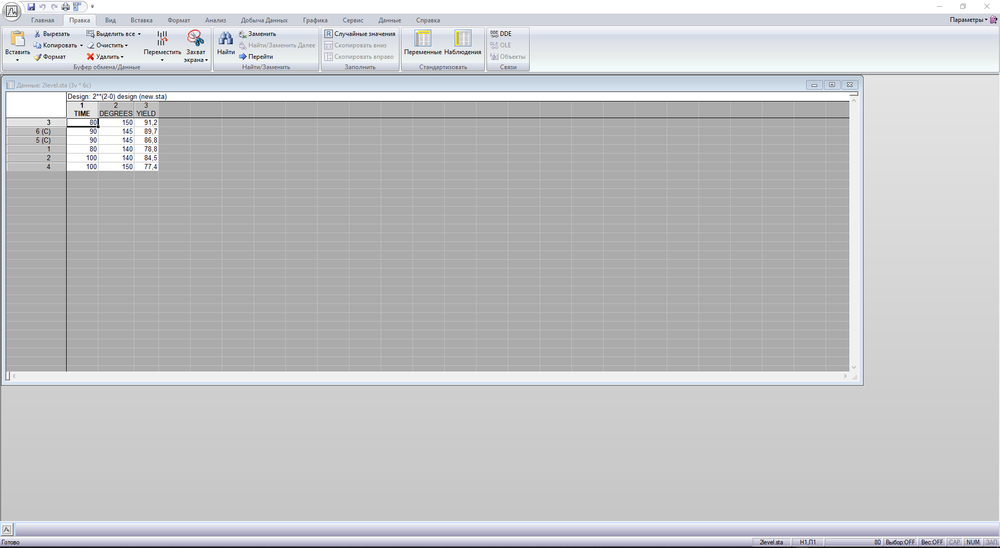 Главная Правка Вид Вставка Формат Анализ Добыча Данных Графика Сервис Данные Справка Параметры
Вставить
Вырезать
Копировать
Формат
Выделить все
Очистить
Удалить
Переместить
Захват
экрана
Буфер обмена/Данные
Найти
Заменить
Найти/Заменить Далее
Перейти
Найти/Заменить
Случайные значения
Скопировать вниз
Скопировать вправо
Заполнить
Переменные Наблюдения
Стандартизовать
DDE
OLE
Объекты
Связи
Данные: 2level.sta (3v * 6c)
Design: 2**(2-0) design (new.sta)
1 2 3
TIME DEGREES YIELD
3 80 150 91,2
6 (C) 90 145 89,7
5 (C) 90 145 86,8
1 80 140 78,8
2 100 140 84,5
4 100 150 77,4
Готово 2level.sta Н1,П1 80 Выбор:OFF Вес:OFF CAP NUM ЗАП